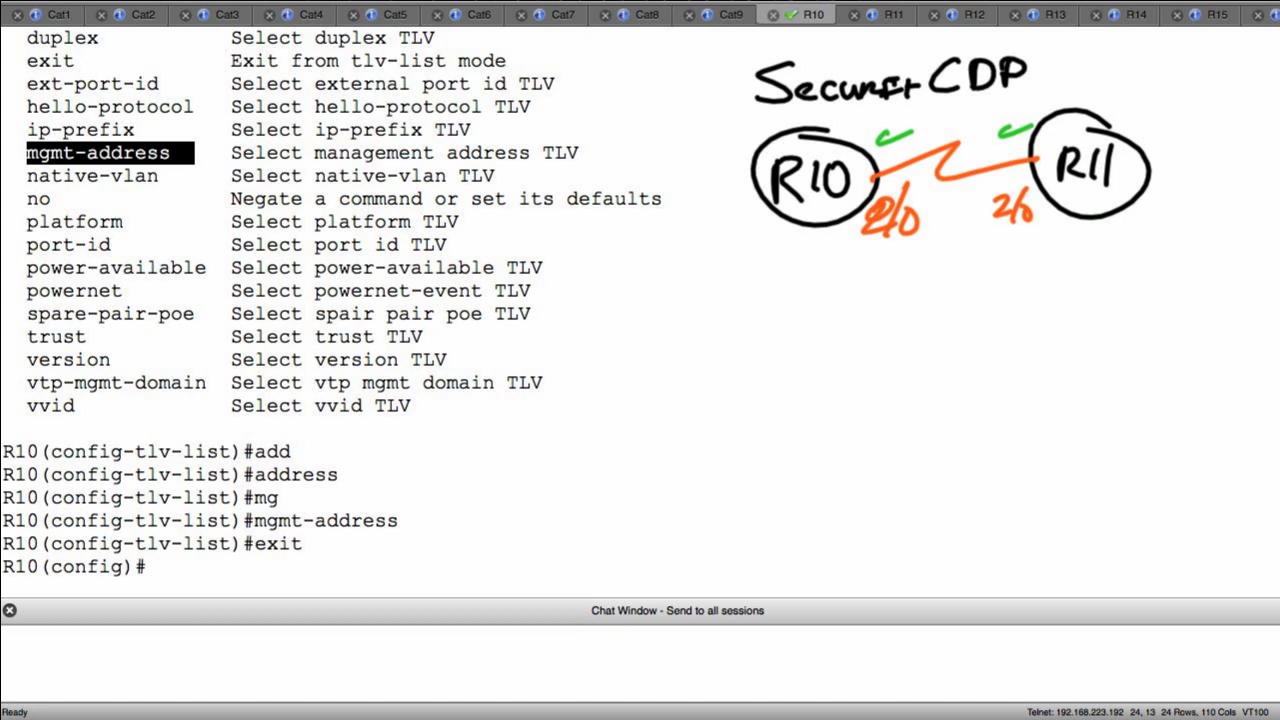 Cat1 Cat2 Cat3 Cat4 Cat5 Cat6 Cat7 Cat8 Cat9 R10 R11 R12 R13 R14 R15
duplex Select duplex TLV
exit Exit from tlv-list mode
ext-port-id Select external port id TLV
hello-protocol Select hello-protocol TLV
ip-prefix Select ip-prefix TLV
mgmt-address Select management address TLV
native-vlan Select native-vlan TLV
no Negate a command or set its defaults
platform Select platform TLV
port-id Select port id TLV
power-available Select power-available TLV
powernet Select powernet-event TLV
spare-pair-poe Select spair pair poe TLV
trust Select trust TLV
version Select version TLV
vtp-mgmt-domain Select vtp mgmt domain TLV
vvid Select vvid TLV
R10(config-tlv-list)#add
R10(config-tlv-list)#address
R10(config-tlv-list)#mg
R10(config-tlv-list)#mgmt-address
R10(config-tlv-list)#exit
R10(config)#
CDP
R10 R11
2/0 2/0
Chat Window - Send to all sessions
Ready Telnet: 192.168.223.192 24, 13 24 Rows, 110 Cols VT100